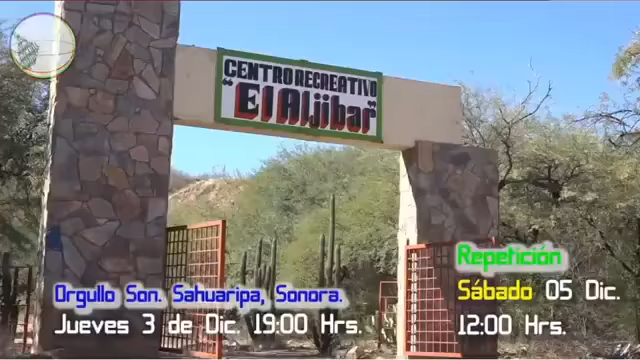 CENTRO RECREATIVO
"El Aljibar"
Repetición
Orgullo Son. Sahuaripa, Sonora.
Sábado 05 Dic.
Jueves 3 de Dic. 19:00 Hrs.
12:00 Hrs.